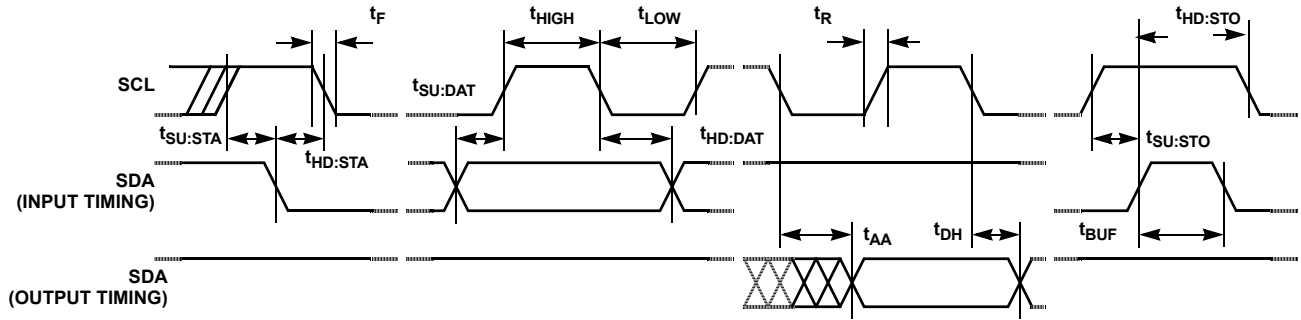 tF
tHIGH
tLOW
tR
tHD:STO
SCL
tSU:DAT
tSU:STA
tHD:STA
tHD:DAT
tSU:STO
SDA
(INPUT TIMING)
tAA
tDH
tBUF
SDA
(OUTPUT TIMING)